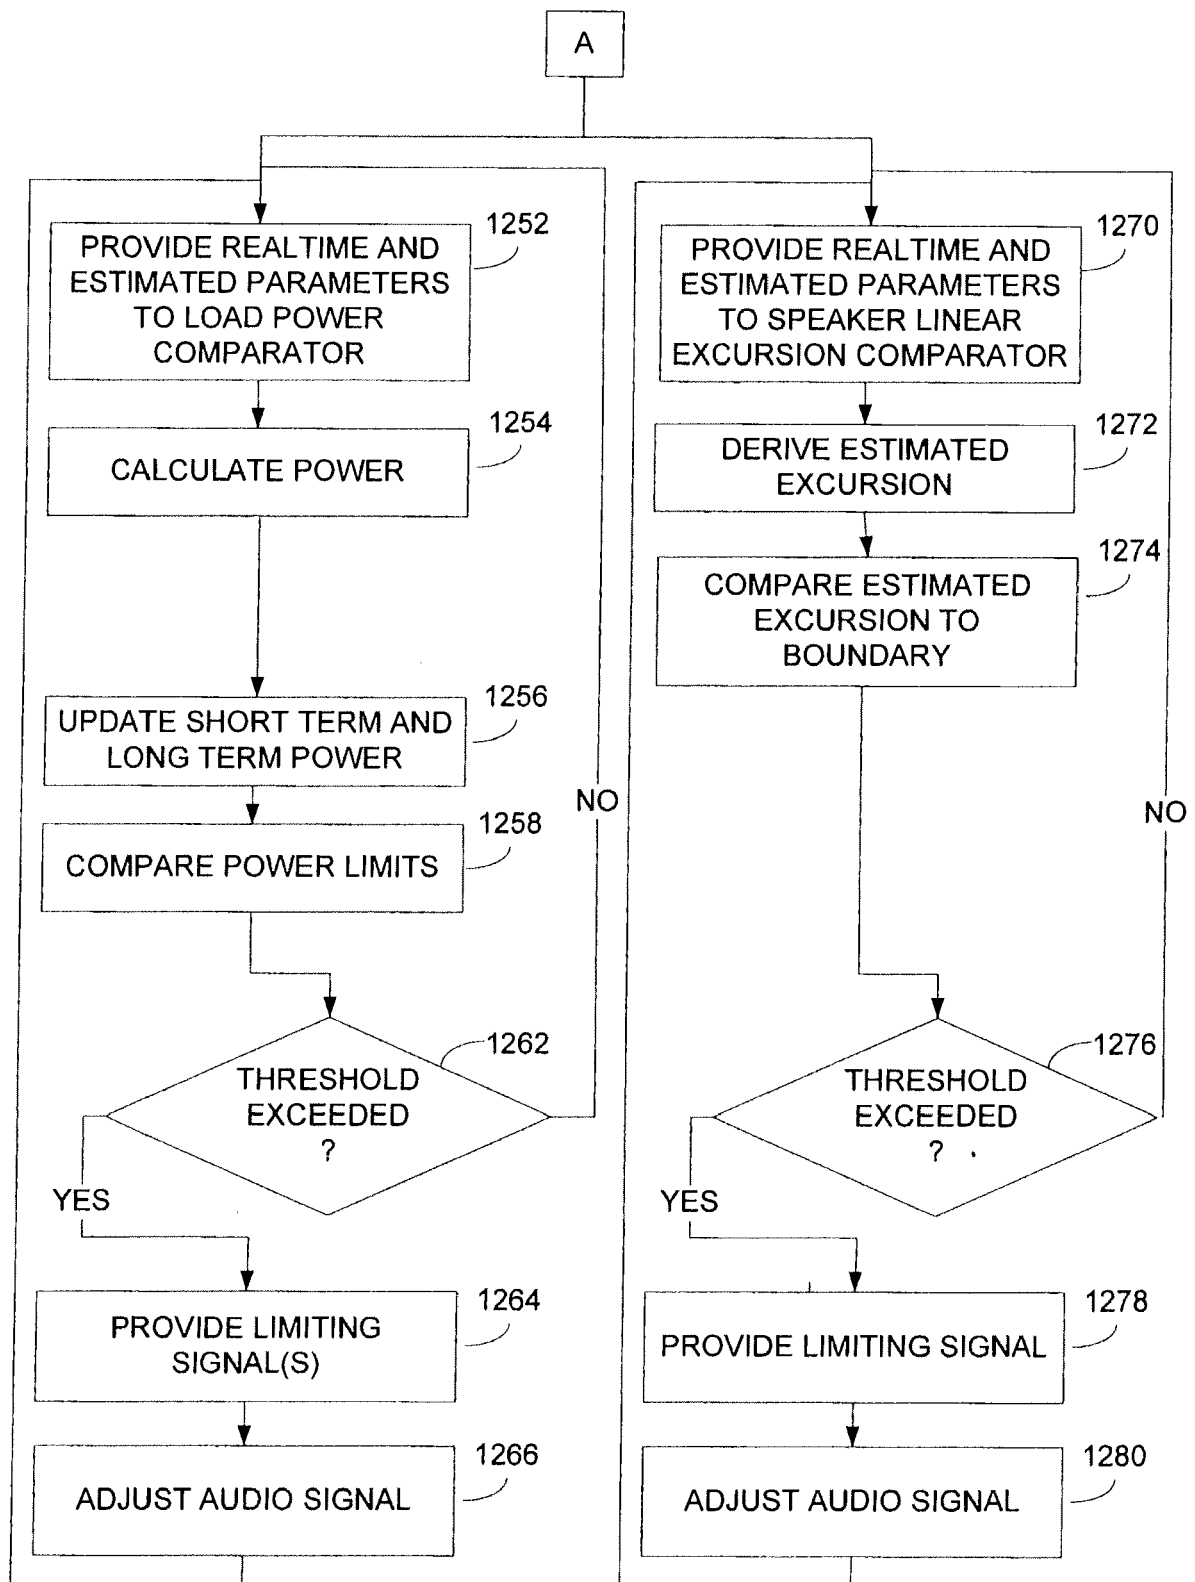 A
1252
PROVIDE REALTIME AND
ESTIMATED PARAMETERS
TO LOAD POWER
COMPARATOR
1254
CALCULATE POWER
1256
UPDATE SHORT TERM AND
LONG TERM POWER
NO
1258
COMPARE POWER LIMITS
1262
THRESHOLD
EXCEEDED
?
YES
1264
PROVIDE LIMITING
SIGNAL(S)
1266
ADJUST AUDIO SIGNAL
1270
PROVIDE REALTIME AND
ESTIMATED PARAMETERS
TO SPEAKER LINEAR
EXCURSION COMPARATOR
1272
DERIVE ESTIMATED
EXCURSION
1274
COMPARE ESTIMATED
EXCURSION TO
BOUNDARY
NO
1276
THRESHOLD
EXCEEDED
?
YES
1278
PROVIDE LIMITING SIGNAL
1280
ADJUST AUDIO SIGNAL